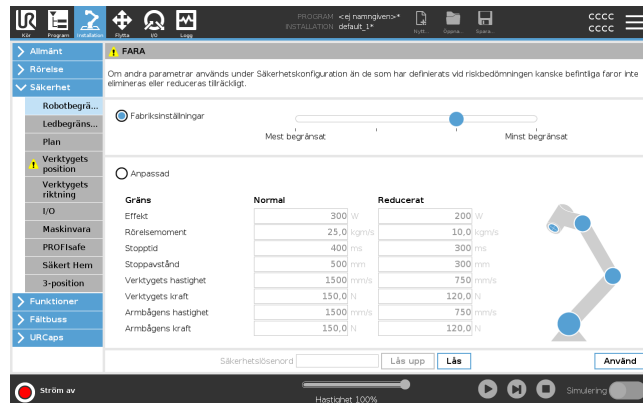 UR
PROGRAM <ej namngiven>*
INSTALLATION default_1*
cccc
cccc
Kör Program Installation Flytta I/O Logg Nytt... Öppna... Spara...
Allmänt
Rörelse
Säkerhet
Robotbegrä...
Ledbegräns...
Plan
Verktygets
position
Verktygets
riktning
I/O
Maskinvara
PROFIsafe
Säkert Hem
3-position
Funktioner
Fältbuss
URCaps
FARA
Om andra parametrar används under Säkerhetskonfiguration än de som har definierats vid riskbedömningen kanske befintliga faror inte
elimineras eller reduceras tillräckligt.
Fabriksinställningar
Mest begränsat Minst begränsat
Anpassad
Gräns Normal Reducerat
Effekt 300 W 200 W
Rörelsemoment 25,0 kgm/s 10,0 kgm/s
Stopptid 400 ms 300 ms
Stoppavstånd 500 mm 300 mm
Verktygets hastighet 1500 mm/s 750 mm/s
Verktygets kraft 150,0 N 120,0 N
Armbågens hastighet 1500 mm/s 750 mm/s
Armbågens kraft 150,0 N 120,0 N
Säkerhetslösenord Lås upp Lås Använd
Ström av
Hastighet 100%
Simulering